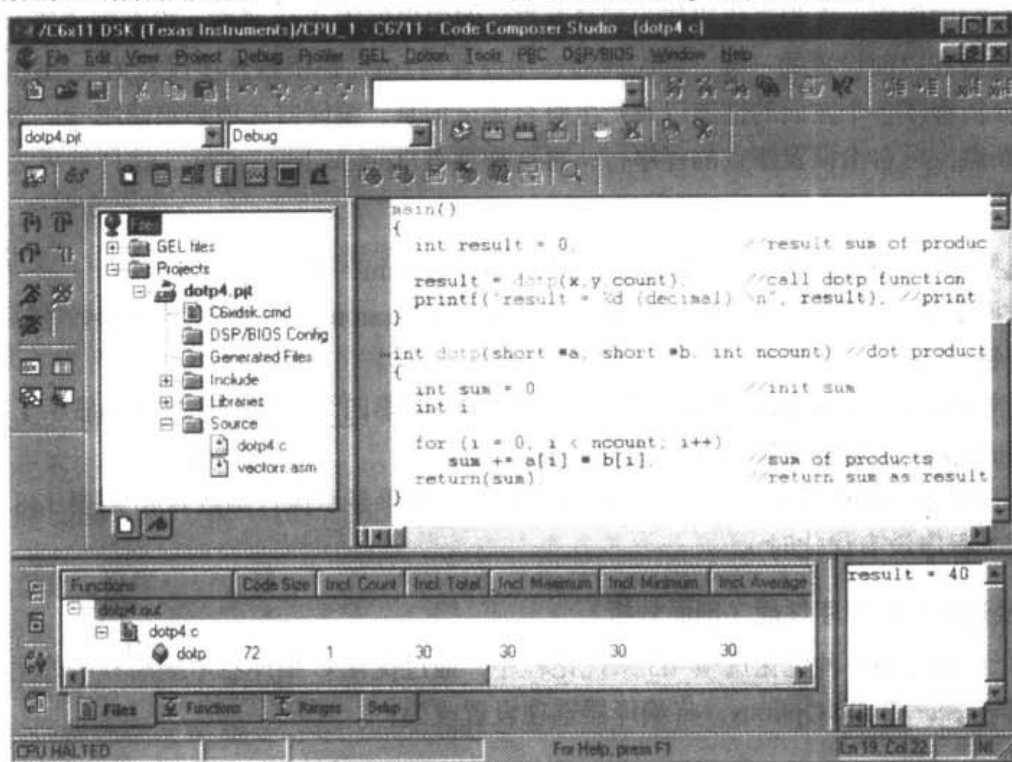 /C6x11 DSK (Texas Instruments)/CPU_1 - C6711 - Code Composer Studio - [dotp4.c]
File Edit View Project Debug Profiler GEL Option Tools PBC DSP/BIOS Window Help
dotp4.pjt
Debug
Files
GEL files
Projects
dotp4.pjt
C6xdsk.cmd
DSP/BIOS Config
Generated Files
Include
Libraries
Source
dotp4.c
vectors.asm
main()
{
int result = 0; //result sum of produc
result = dotp(x,y,count); //call dotp function
printf("result = %d (decimal) \n", result); //print
}
int dotp(short *a, short *b, int ncount) //dot product
{
int sum = 0 //init sum
int i
for (i = 0; i < ncount; i++)
sum += a[i] * b[i]; //sum of products
return(sum) //return sum as result
}
Functions Code Size Incl. Count Incl. Total Incl. Maximum Incl. Minimum Incl. Average
dotp4.out
dotp4.c
dotp 72 1 30 30 30 30
Files Functions Ranges Setup
result = 40
CPU HALTED For Help, press F1 Ln 19, Col 22